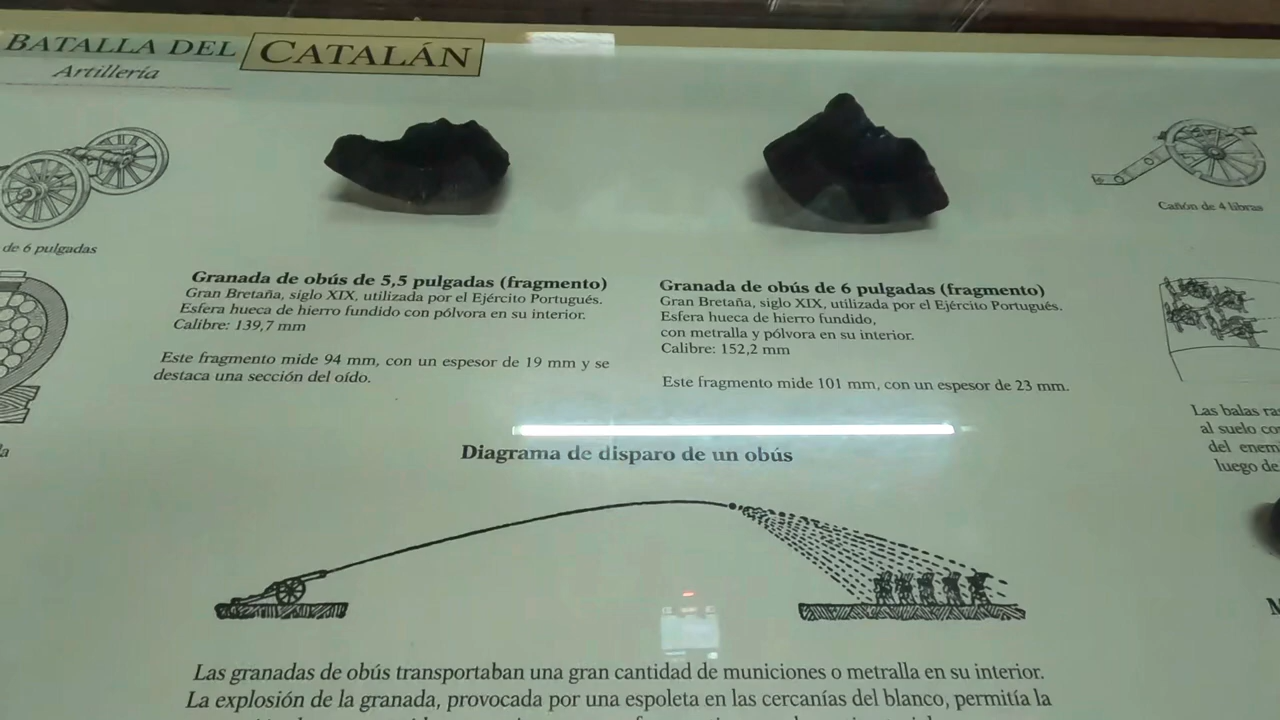 BATALLA DEL CATALÁN
Artillería
de 6 pulgadas
Cañón de 4 libras
Granada de obús de 5,5 pulgadas (fragmento)
Gran Bretaña, siglo XIX, utilizada por el Ejército Portugués.
Esfera hueca de hierro fundido con pólvora en su interior.
Calibre: 139,7 mm
Este fragmento mide 94 mm, con un espesor de 19 mm y se
destaca una sección del oído.
Granada de obús de 6 pulgadas (fragmento)
Gran Bretaña, siglo XIX, utilizada por el Ejército Portugués.
Esfera hueca de hierro fundido,
con metralla y pólvora en su interior.
Calibre: 152,2 mm
Este fragmento mide 101 mm, con un espesor de 23 mm.
Las balas
al suelo
del enem
luego de
Diagrama de disparo de un obús
Las granadas de obús transportaban una gran cantidad de municiones o metralla en su interior.
La explosión de la granada, provocada por una espoleta en las cercanías del blanco, permitía la